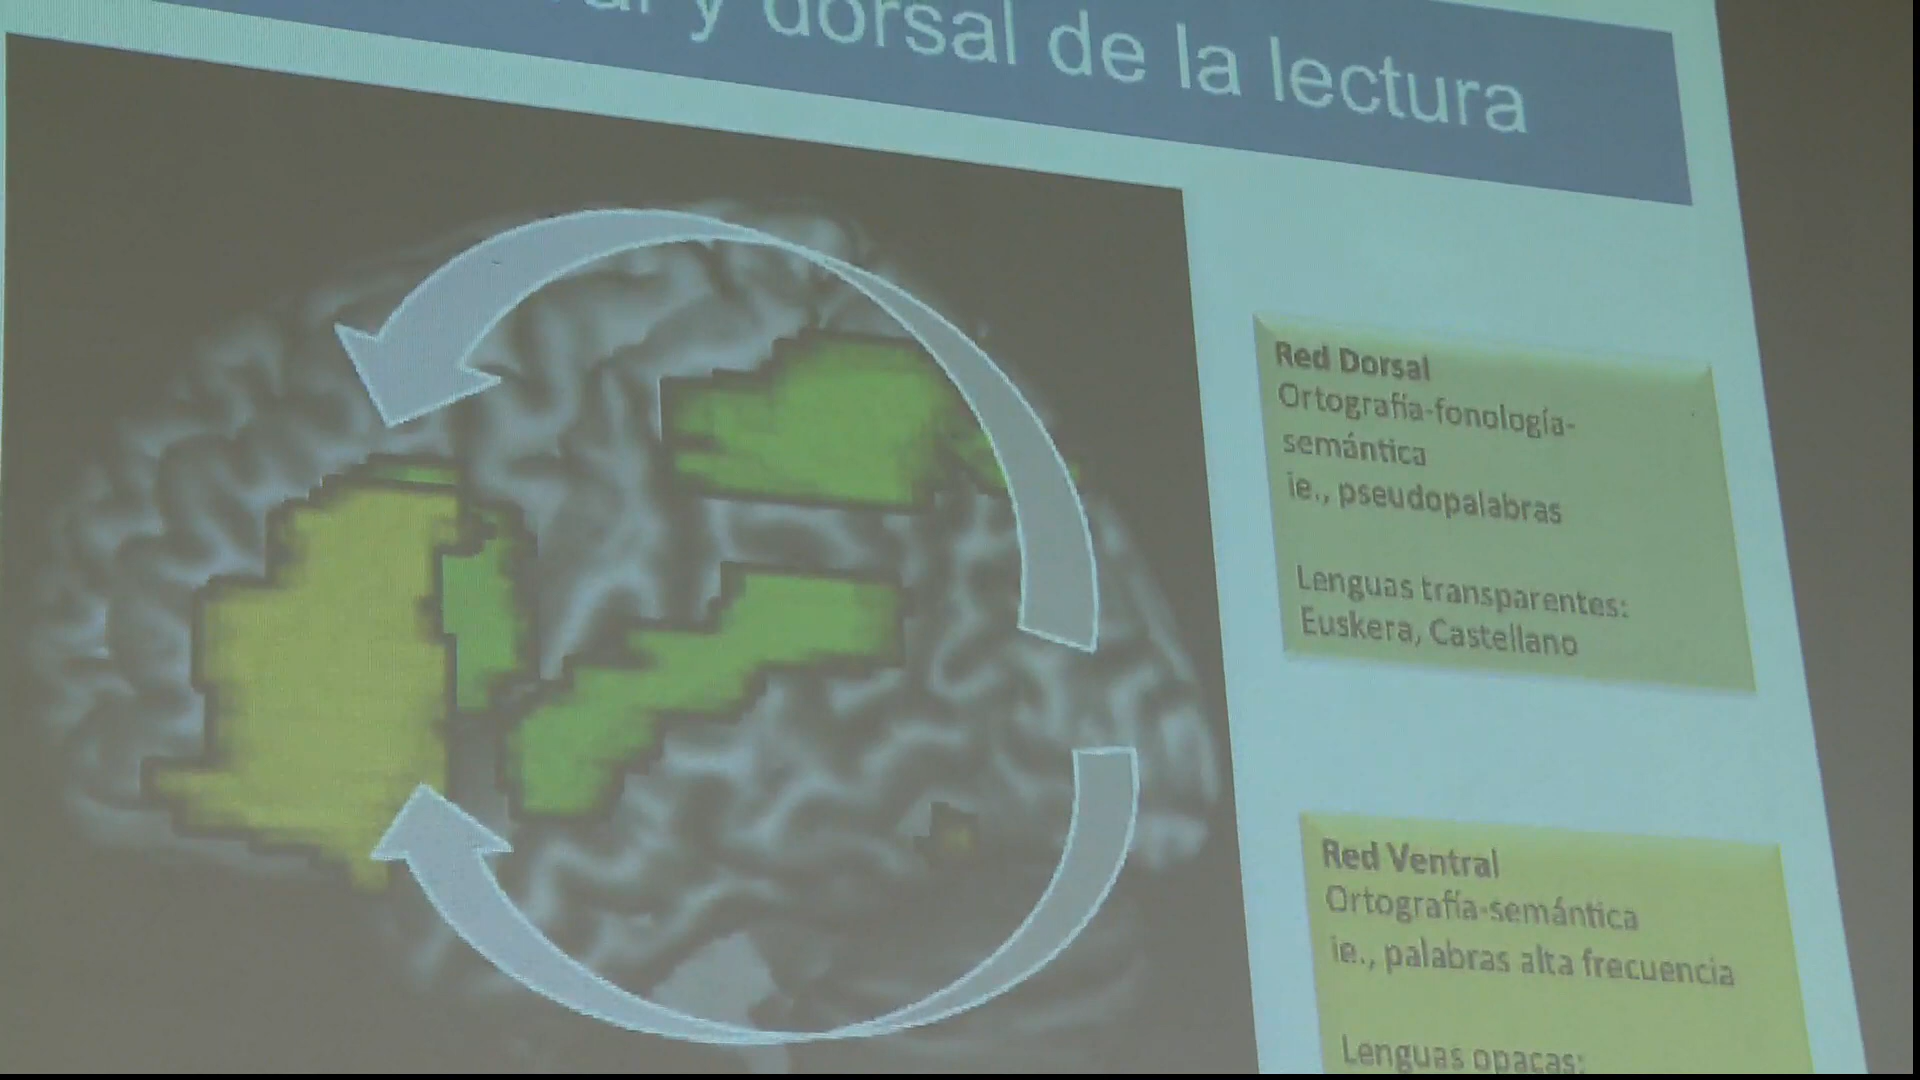 y dorsal de la lectura
Red Dorsal
Ortografía-fonología-
semántica
ie., pseudopalabras
Lenguas transparentes:
Euskera, Castellano
Red Ventral
Ortografía-semántica
ie., palabras alta frecuencia
Lenguas opacas: